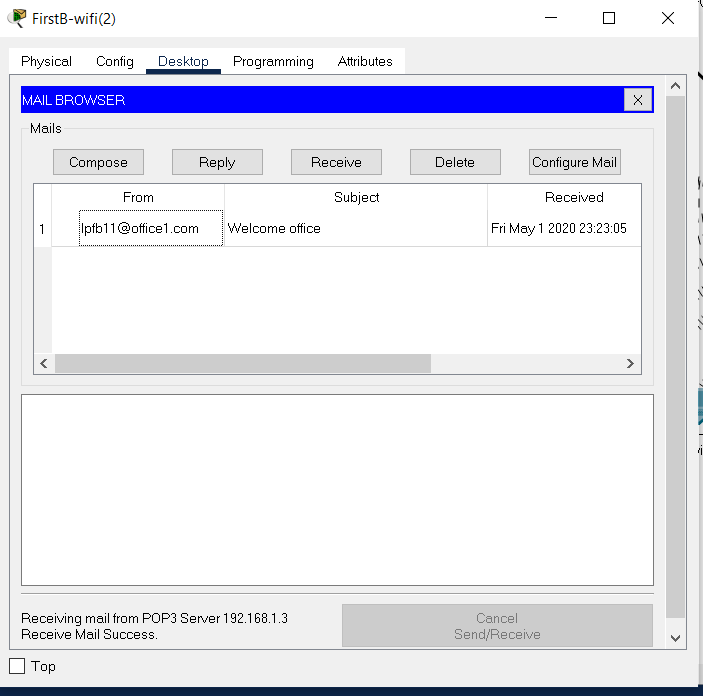 FirstB-wifi(2)
Physical Config Desktop Programming Attributes
MAIL BROWSER X
Mails
Compose Reply Receive Delete Configure Mail
From Subject Received
1 lpfb11@office1.com Welcome office Fri May 1 2020 23:23:05
Receiving mail from POP3 Server 192.168.1.3
Receive Mail Success.
Cancel
Send/Receive
Top